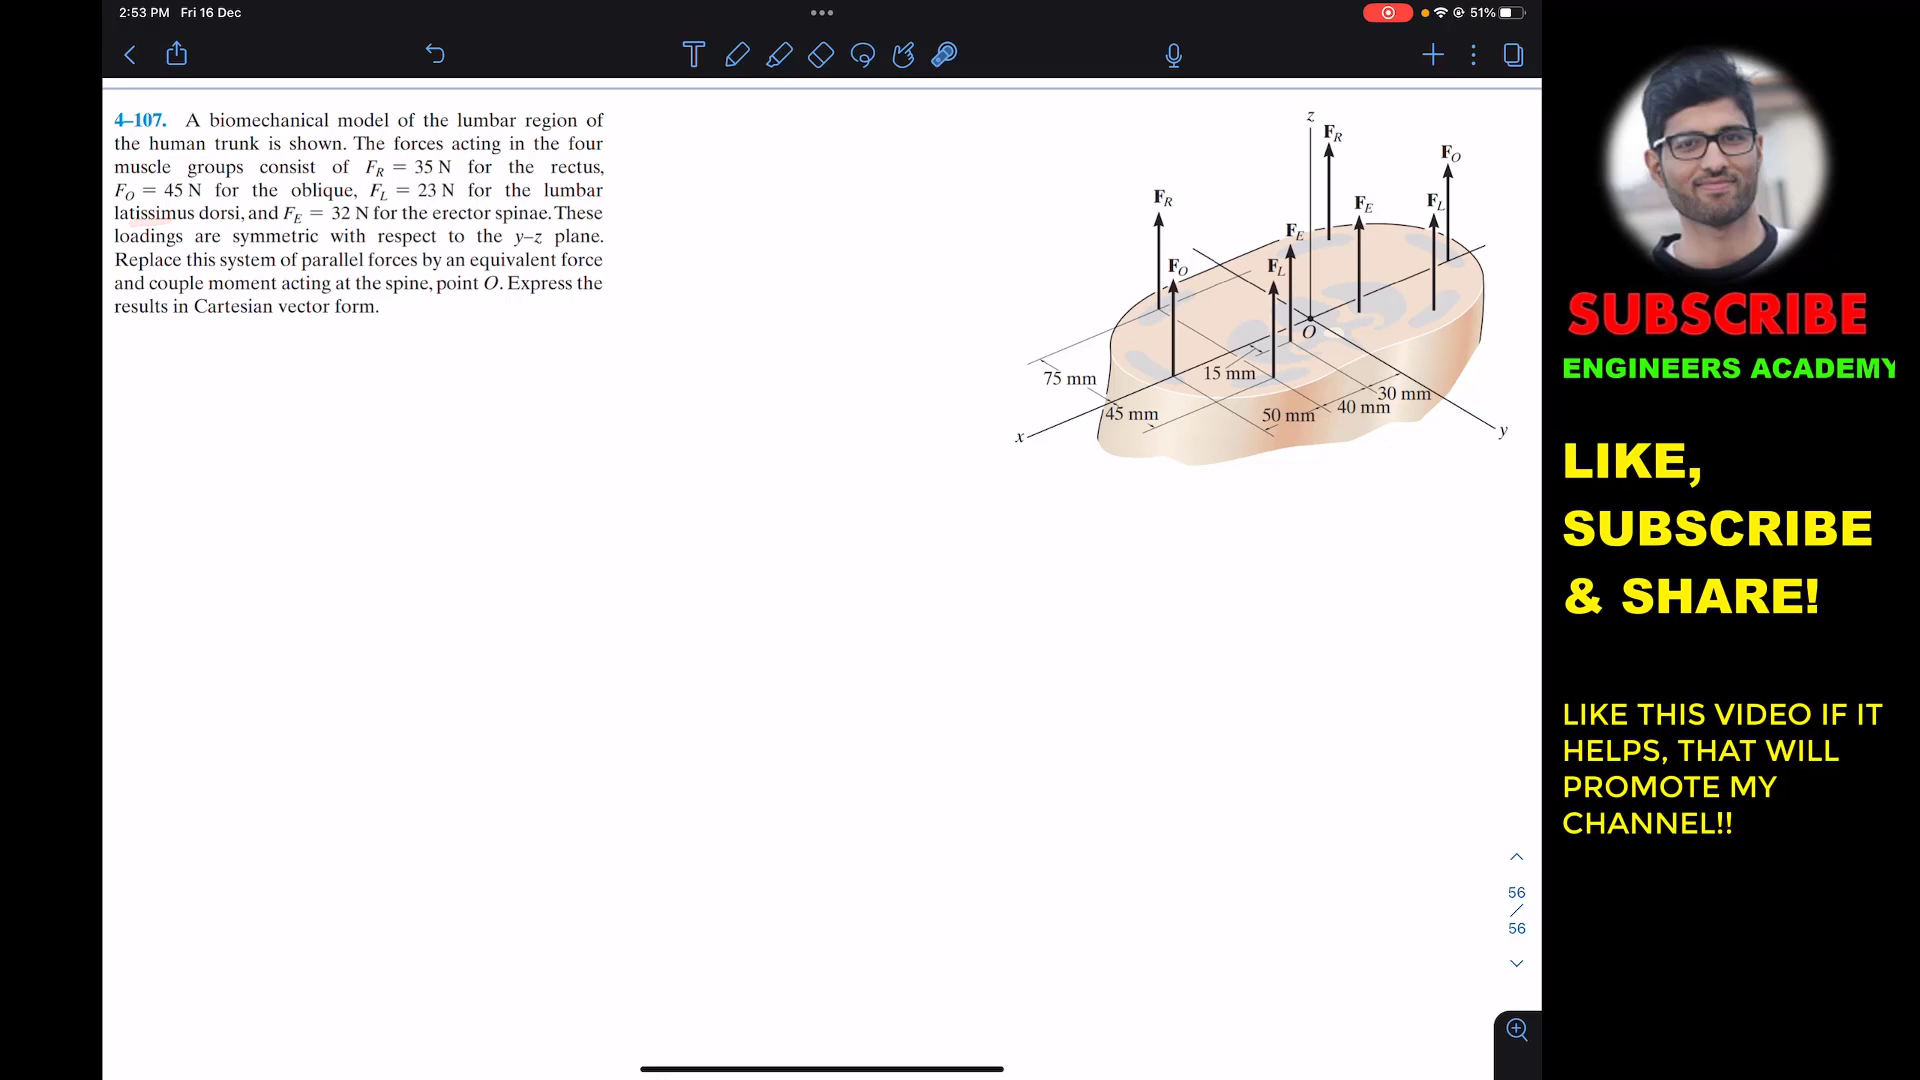 2:53 PM Fri 16 Dec
51%
4–107. A biomechanical model of the lumbar region of
the human trunk is shown. The forces acting in the four
muscle groups consist of F_R = 35 N for the rectus,
F_O = 45 N for the oblique, F_L = 23 N for the lumbar
latissimus dorsi, and F_E = 32 N for the erector spinae. These
loadings are symmetric with respect to the y–z plane.
Replace this system of parallel forces by an equivalent force
and couple moment acting at the spine, point O. Express the
results in Cartesian vector form.
z
F_R
F_O
F_R
F_E
F_L
F_E
F_O
F_L
O
75 mm
15 mm
30 mm
45 mm
50 mm
40 mm
x
y
56
56
SUBSCRIBE
ENGINEERS ACADEMY
LIKE,
SUBSCRIBE
& SHARE!
LIKE THIS VIDEO IF IT
HELPS, THAT WILL
PROMOTE MY
CHANNEL!!